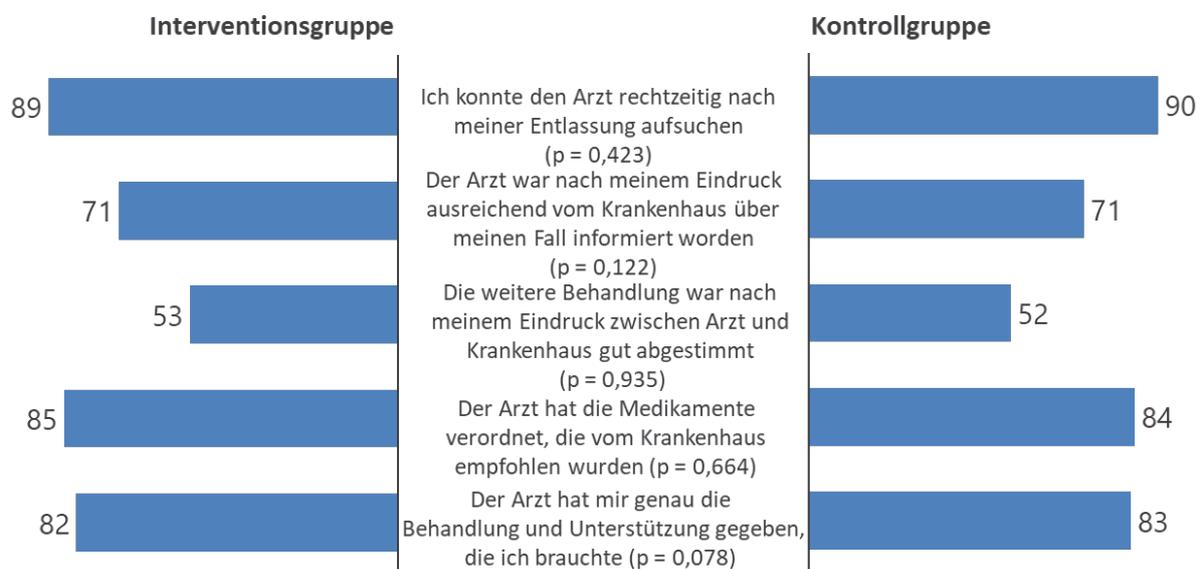 Interventionsgruppe
Kontrollgruppe
89
Ich konnte den Arzt rechtzeitig nach
meiner Entlassung aufsuchen
(p = 0,423)
90
71
Der Arzt war nach meinem Eindruck
ausreichend vom Krankenhaus über
meinen Fall informiert worden
(p = 0,122)
71
53
Die weitere Behandlung war nach
meinem Eindruck zwischen Arzt und
Krankenhaus gut abgestimmt
(p = 0,935)
52
85
Der Arzt hat die Medikamente
verordnet, die vom Krankenhaus
empfohlen wurden (p = 0,664)
84
82
Der Arzt hat mir genau die
Behandlung und Unterstützung gegeben,
die ich brauchte (p = 0,078)
83